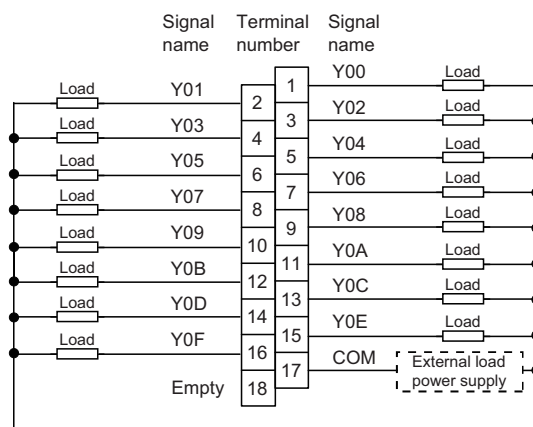 Signal name Terminal number Signal name
1 Y00 Load
Load Y01 2
3 Y02 Load
Load Y03 4
5 Y04 Load
Load Y05 6
7 Y06 Load
Load Y07 8
9 Y08 Load
Load Y09 10
11 Y0A Load
Load Y0B 12
13 Y0C Load
Load Y0D 14
15 Y0E Load
Load Y0F 16
17 COM External load power supply
Empty 18